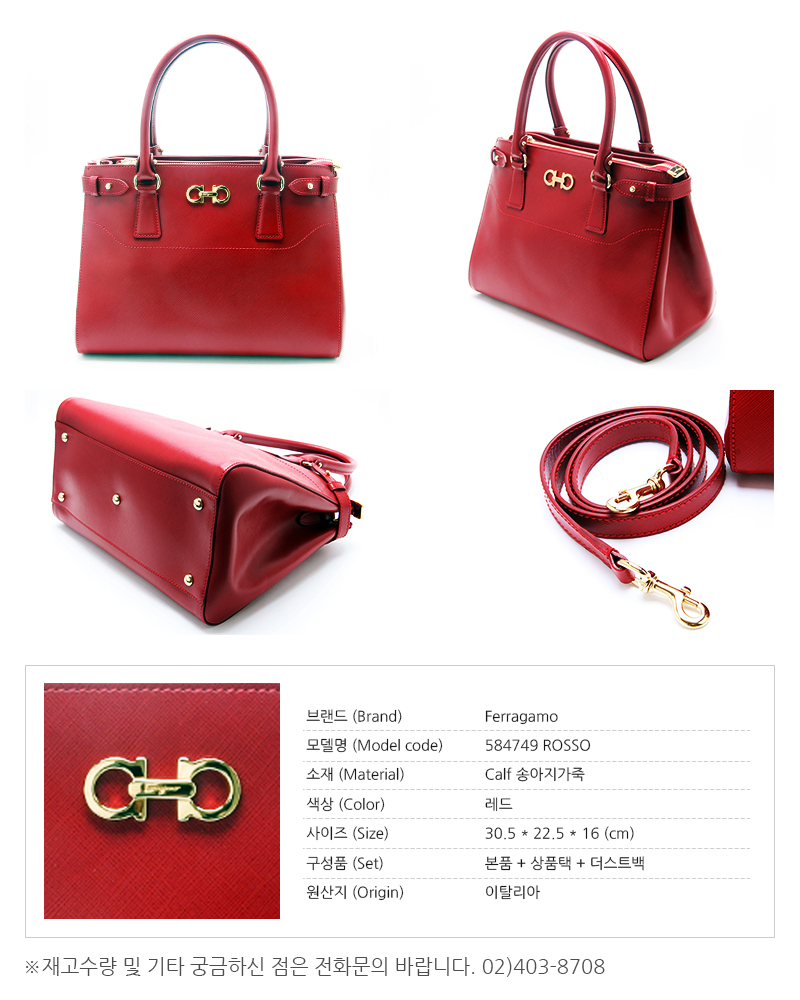 브랜드 (Brand) Ferragamo
모델명 (Model code) 584749 ROSSO
소재 (Material) Calf 송아지가죽
색상 (Color) 레드
사이즈 (Size) 30.5 * 22.5 * 16 (cm)
구성품 (Set) 본품 + 상품택 + 더스트백
원산지 (Origin) 이탈리아
※재고수량 및 기타 궁금하신 점은 전화문의 바랍니다. 02)403-8708